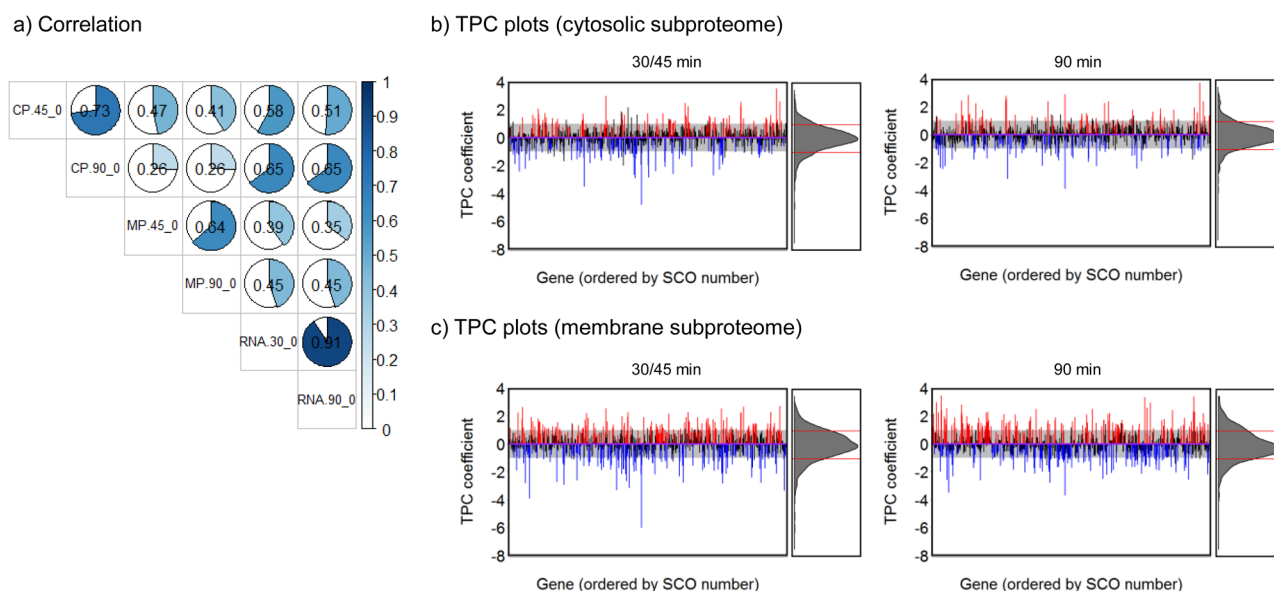 a) Correlation
CP.45_0 0.73 0.47 0.41 0.58 0.51
CP.90_0 0.26 0.26 0.65 0.65
MP.45_0 0.64 0.39 0.35
MP.90_0 0.45 0.45
RNA.30_0 0.91
RNA.90_0
1
0.9
0.8
0.7
0.6
0.5
0.4
0.3
0.2
0.1
0
b) TPC plots (cytosolic subproteome)
30/45 min
TPC coefficient
4
2
0
-2
-4
-6
-8
Gene (ordered by SCO number)
90 min
TPC coefficient
4
2
0
-2
-4
-6
-8
Gene (ordered by SCO number)
c) TPC plots (membrane subproteome)
30/45 min
TPC coefficient
4
2
0
-2
-4
-6
-8
Gene (ordered by SCO number)
90 min
TPC coefficient
4
2
0
-2
-4
-6
-8
Gene (ordered by SCO number)